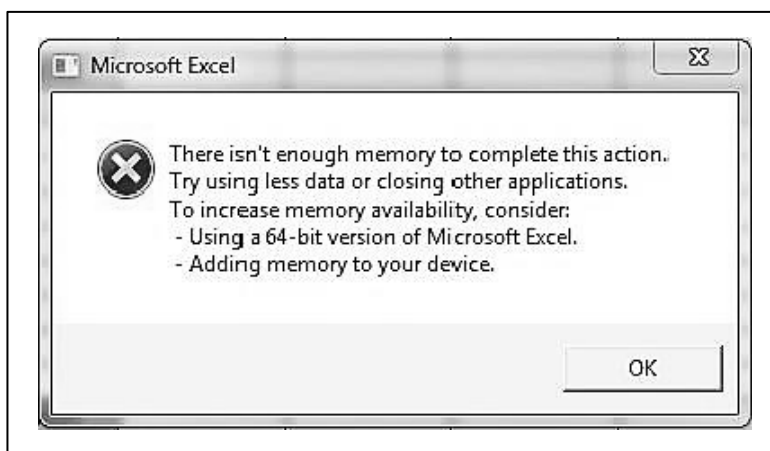 Microsoft Excel
There isn't enough memory to complete this action.
Try using less data or closing other applications.
To increase memory availability, consider:
- Using a 64-bit version of Microsoft Excel.
- Adding memory to your device.
OK